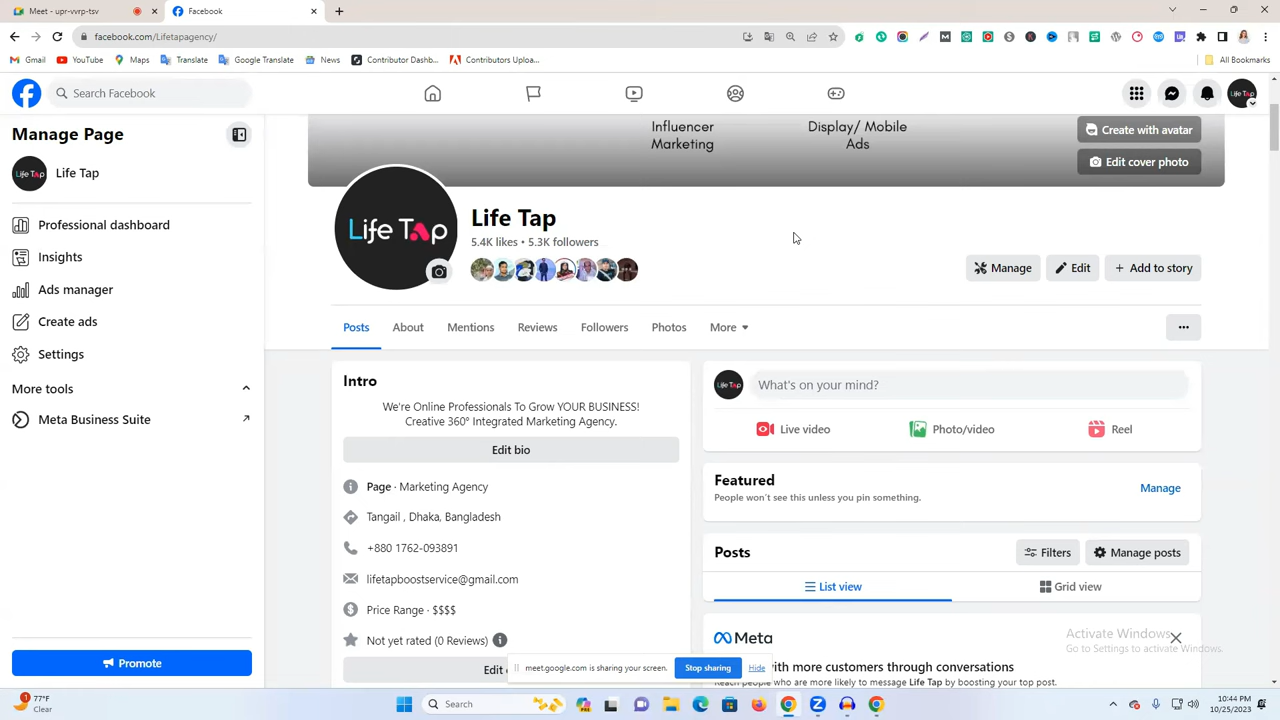 Meet - upr-vvrp-tsv
Facebook
facebook.com/Lifetapagency/
Gmail
YouTube
Maps
Translate
Google Translate
News
Contributor Dashb...
Contributors Uploa...
All Bookmarks
Search Facebook
Manage Page
Life Tap
Professional dashboard
Insights
Ads manager
Create ads
Settings
More tools
Meta Business Suite
Promote
Influencer
Marketing
Display/ Mobile
Ads
Create with avatar
Edit cover photo
Life Tap
Life Tap
5.4K likes • 5.3K followers
Manage
Edit
+ Add to story
Posts
About
Mentions
Reviews
Followers
Photos
More
Intro
We're Online Professionals To Grow YOUR BUSINESS!
Creative 360° Integrated Marketing Agency.
Edit bio
Page · Marketing Agency
Tangail , Dhaka, Bangladesh
+880 1762-093891
lifetapboostservice@gmail.com
Price Range · $$$$
Not yet rated (0 Reviews)
Edit
Life Tap
What's on your mind?
Live video
Photo/video
Reel
Featured
People won't see this unless you pin something.
Manage
Posts
Filters
Manage posts
List view
Grid view
Meta
with more customers through conversations
Reach people who are more likely to message Life Tap by boosting your top post.
Activate Windows
Go to Settings to activate Windows.
meet.google.com is sharing your screen.
Stop sharing
Hide
77°F
Clear
Search
10:44 PM
10/25/2023